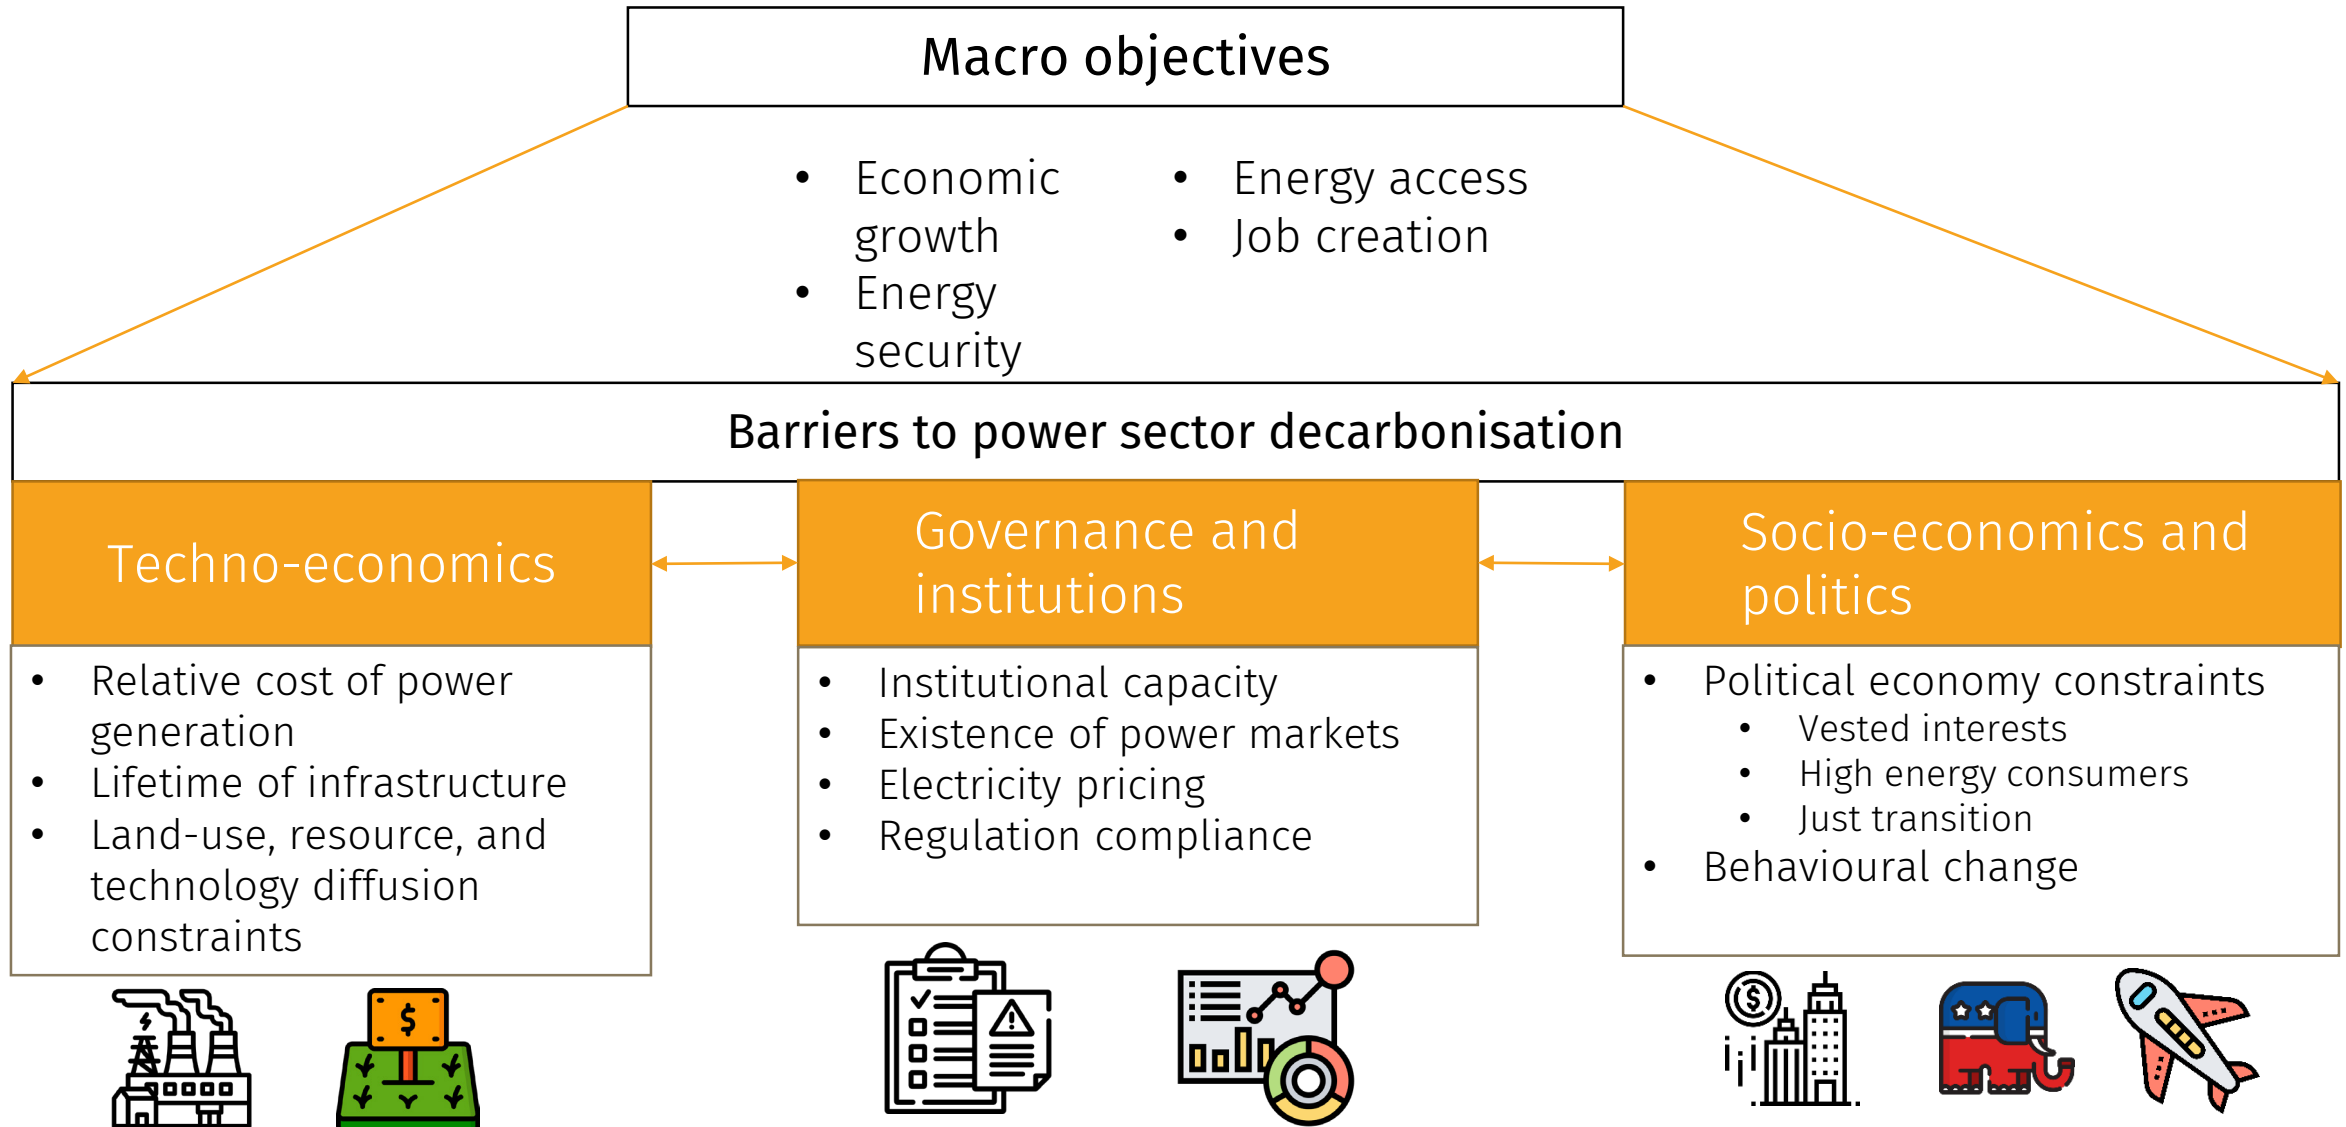 Macro objectives
• Economic
growth
• Energy
security
• Energy access
• Job creation
Barriers to power sector decarbonisation
Techno-economics
• Relative cost of power
generation
• Lifetime of infrastructure
• Land-use, resource, and
technology diffusion
constraints
$
Governance and
institutions
• Institutional capacity
• Existence of power markets
• Electricity pricing
• Regulation compliance
Socio-economics and
politics
• Political economy constraints
• Vested interests
• High energy consumers
• Just transition
• Behavioural change
$